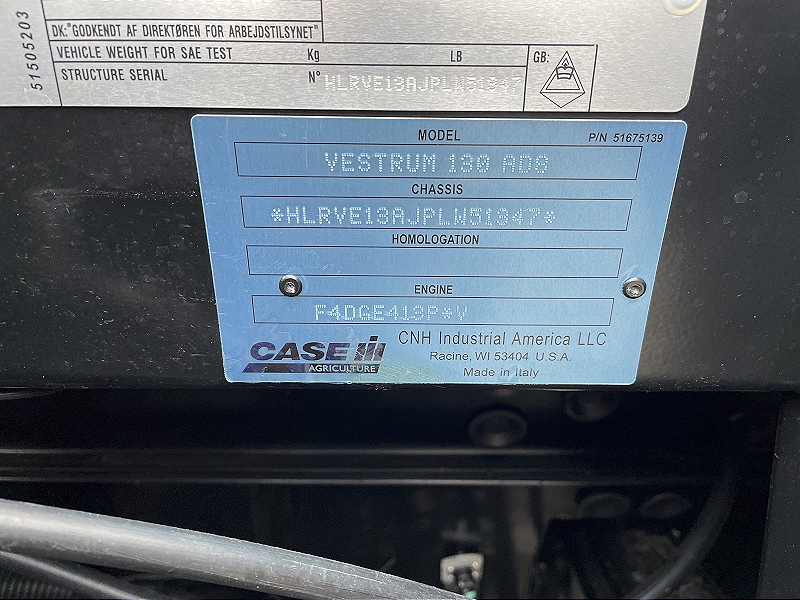 51505203
DK:"GODKENDT AF DIREKTØREN FOR ARBEJDSTILSYNET"
VEHICLE WEIGHT FOR SAE TEST Kg LB GB:
STRUCTURE SERIAL N° HLRVE13AJPLW51347
MODEL P/N 51675139
VESTRUM 130 AD8
CHASSIS
*HLRVE13AJPLW51347*
HOMOLOGATION
ENGINE
F4DGE413P*V
CASE IH
AGRICULTURE
CNH Industrial America LLC
Racine, WI 53404 U.S.A.
Made in Italy